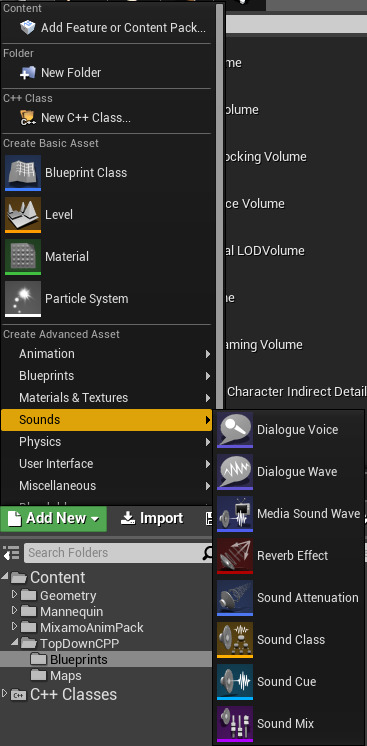 Content
Add Feature or Content Pack...
Folder
New Folder
C++ Class
New C++ Class...
Create Basic Asset
Blueprint Class
Level
Material
Particle System
Create Advanced Asset
Animation
Blueprints
Materials & Textures
Sounds
Physics
User Interface
Miscellaneous
Add New
Import
Search Folders
Content
Geometry
Mannequin
MixamoAnimPack
TopDownCPP
Blueprints
Maps
C++ Classes
me
olume
ocking Volume
ce Volume
al LODVolume
me
aming Volume
Character Indirect Detail
Dialogue Voice
Dialogue Wave
Media Sound Wave
Reverb Effect
Sound Attenuation
Sound Class
Sound Cue
Sound Mix